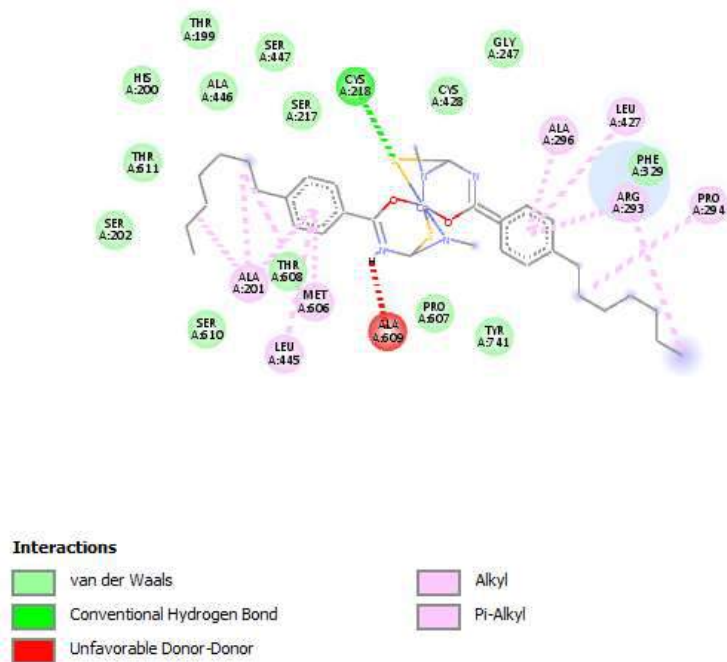 THR
A:199
SER
A:447
GLY
A:247
HIS
A:200
ALA
A:446
CYS
A:218
CYS
A:428
SER
A:217
LEU
A:427
ALA
A:296
THR
A:611
PHE
A:329
ARG
A:293
PRO
A:294
SER
A:202
THR
A:608
ALA
A:201
MET
A:606
PRO
A:607
SER
A:610
ALA
A:609
TYR
A:741
LEU
A:445
H
Interactions
van der Waals
Conventional Hydrogen Bond
Unfavorable Donor-Donor
Alkyl
Pi-Alkyl